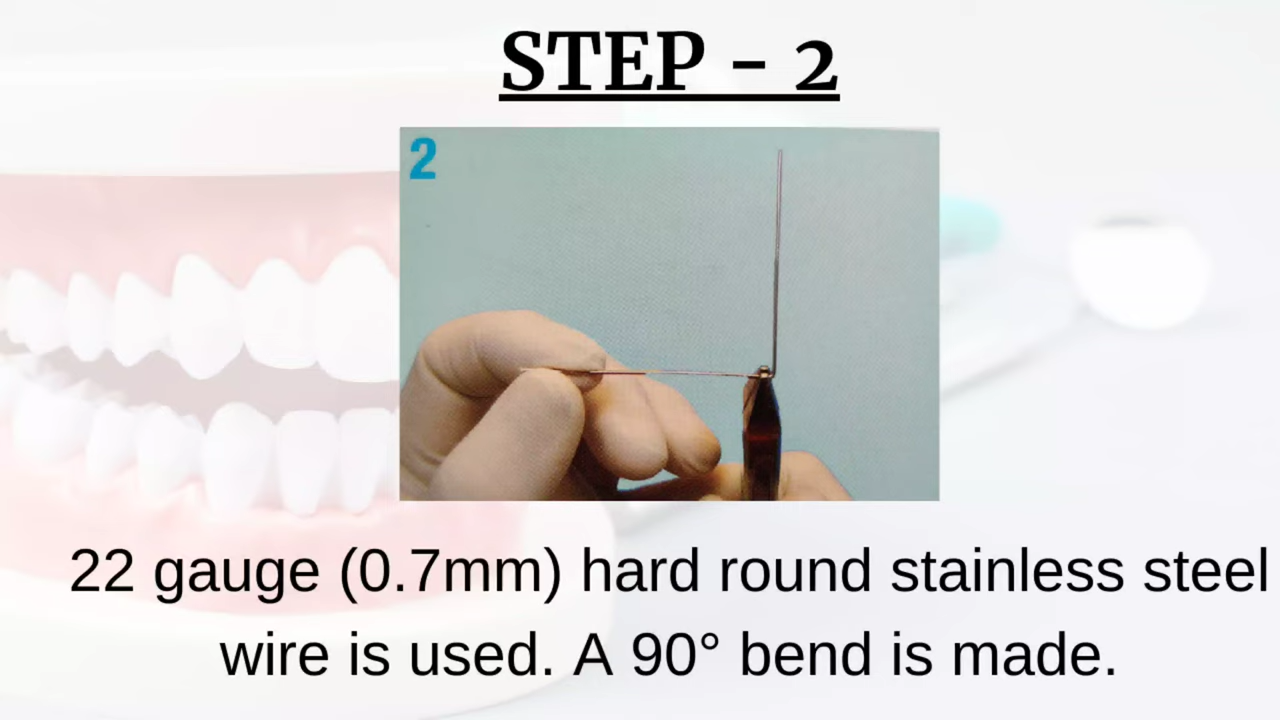 STEP - 2
2
22 gauge (0.7mm) hard round stainless steel
wire is used. A 90° bend is made.